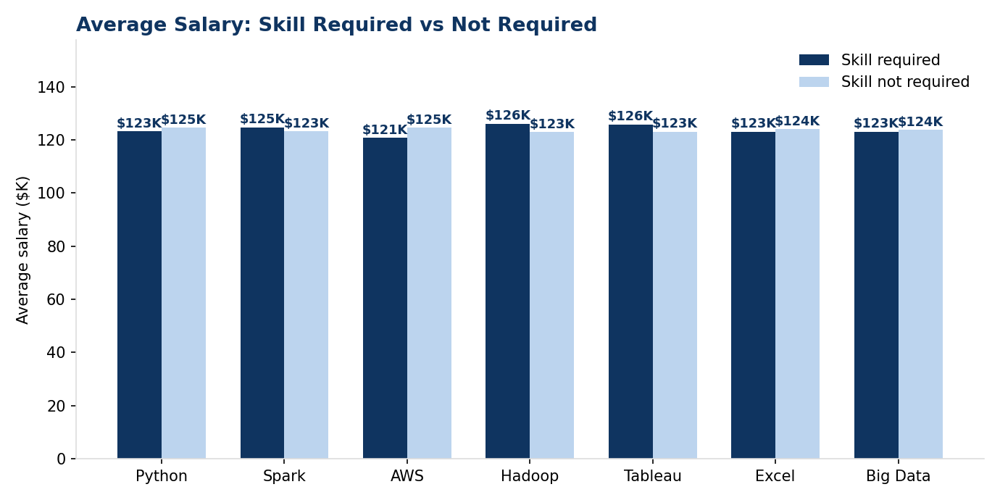 Average Salary: Skill Required vs Not Required
Skill required
Skill not required
Average salary ($K)
140
120
100
80
60
40
20
0
$123K $125K $125K $123K $121K $125K $126K $123K $126K $123K $123K $124K $123K $124K
Python Spark AWS Hadoop Tableau Excel Big Data